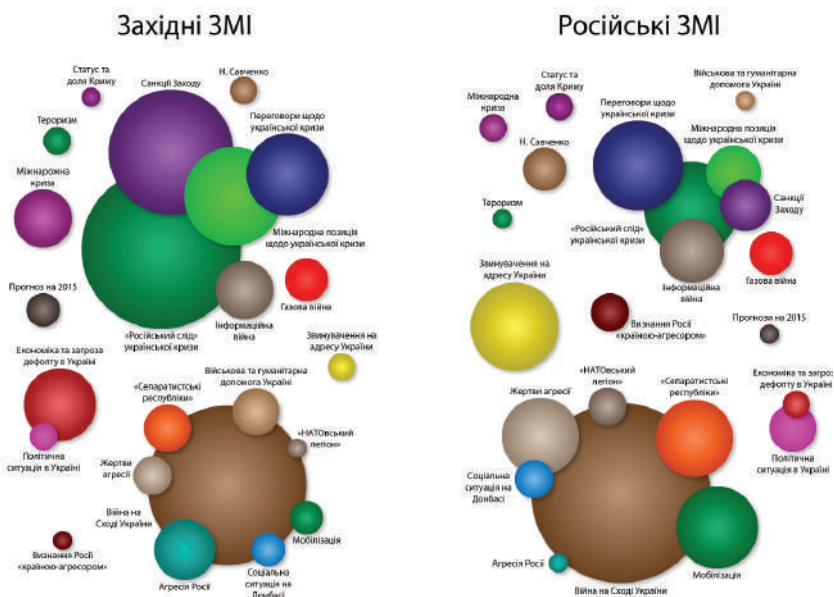 Західні ЗМІ
Статус та
доля Криму
Санкції Заходу
Н. Савченко
Тероризм
Переговори щодо
української кризи
Міжнарожна
криза
Міжнародна позиція
щодо української кризи
Прогноз на 2015
«Російський слід»
української кризи
Інформаційна
війна
Газова війна
Звинувачення на
адресу України
Економіка та загроза
дефолту в Україні
Політична
ситуація в Україні
«Сепаратистські
республіки»
Військова та гуманітарна
допомога Україні
«НАТОвський
легіон»
Жертви
агресії
Війна на
Сході України
Мобілізація
Визнання Росії
«країною-агресором»
Агресія Росії
Соціальна
ситуація на
Донбасі
Російські ЗМІ
Міжнародна
криза
Статус та
доля Криму
Переговори щодо
української кризи
Військова та гуманітарна
допомога Україні
Н. Савченко
Міжнародна позиція
щодо української кризи
Тероризм
Санкції
Заходу
«Російський слід»
української кризи
Звинувачення на
адресу України
Інформаційна
війна
Газова війна
Визнання Росії
«країною-агресором»
Прогнози на 2015
Жертви агресії
«НАТОвський
легіон»
«Сепаратистські
республіки»
Економіка та загроза
дефолту в Україні
Політична
ситуація в Україні
Соціальна
ситуація на
Донбасі
Агресія Росії
Мобілізація
Війна на Сході України